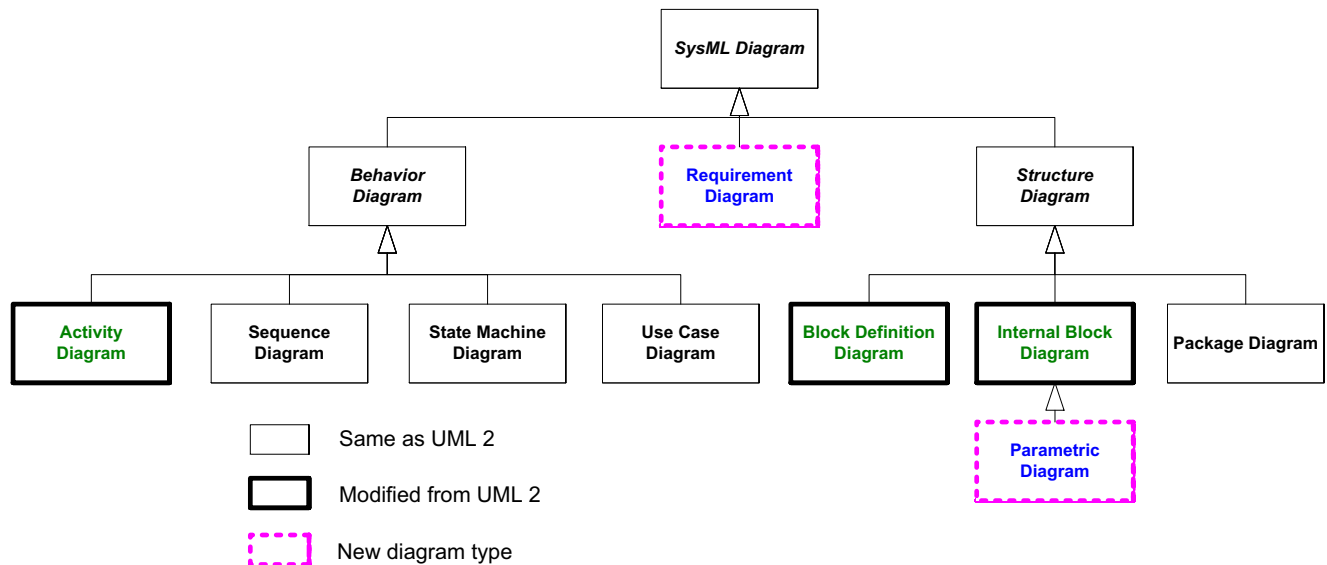 SysML Diagram
Behavior
Diagram
Requirement
Diagram
Structure
Diagram
Activity
Diagram
Sequence
Diagram
State Machine
Diagram
Use Case
Diagram
Block Definition
Diagram
Internal Block
Diagram
Package Diagram
Parametric
Diagram
Same as UML 2
Modified from UML 2
New diagram type